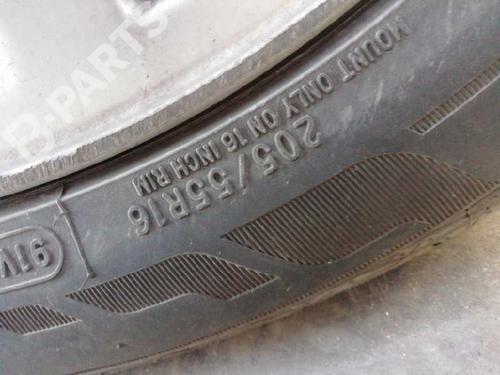 B-PARTS
MOUNT ONLY ON 16 INCH RIM
205/55R16
91V